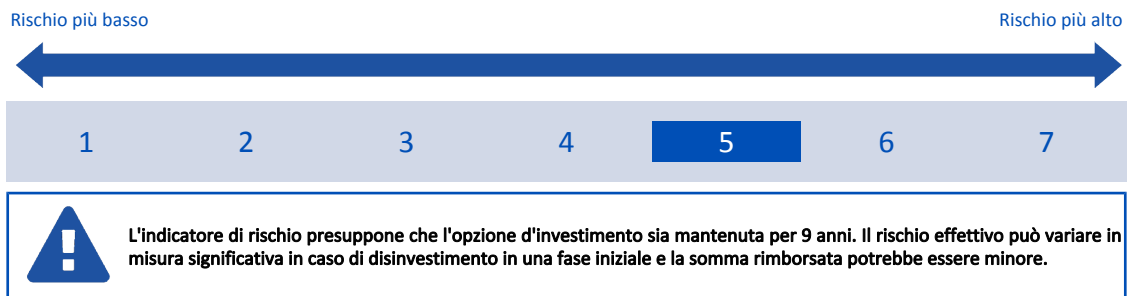 Rischio più basso Rischio più alto
1 2 3 4 5 6 7
L'indicatore di rischio presuppone che l'opzione d'investimento sia mantenuta per 9 anni. Il rischio effettivo può variare in
misura significativa in caso di disinvestimento in una fase iniziale e la somma rimborsata potrebbe essere minore.